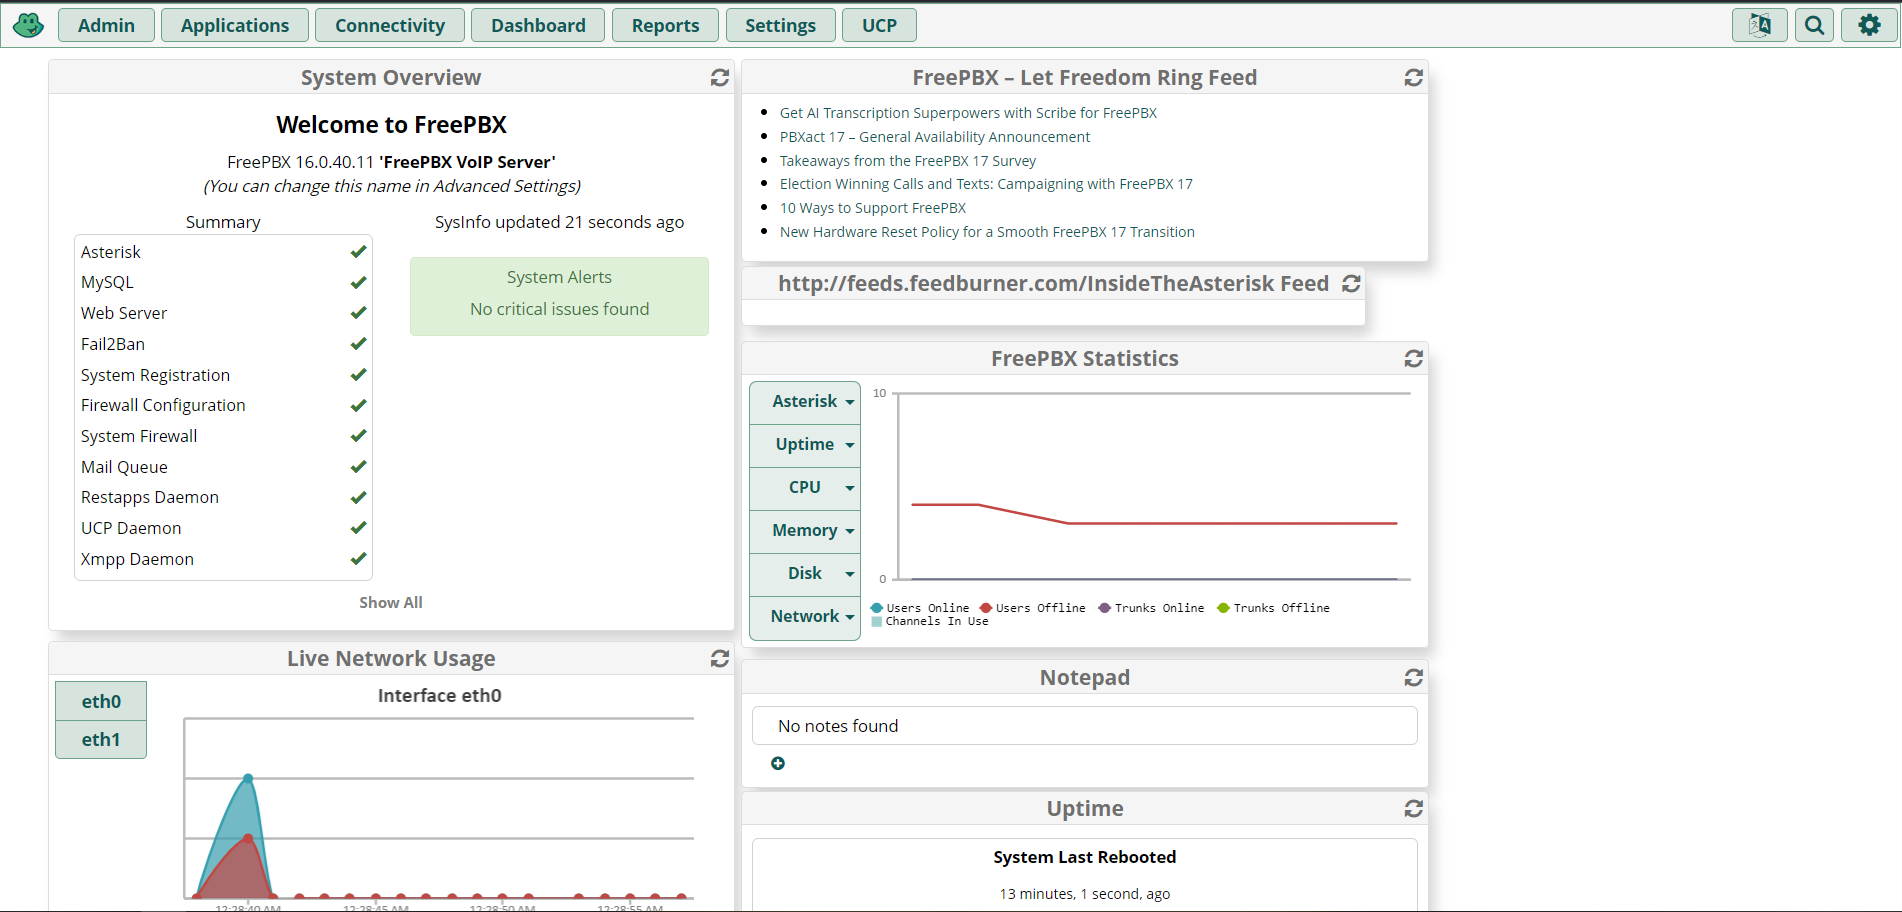 Admin
Applications
Connectivity
Dashboard
Reports
Settings
UCP
System Overview
Welcome to FreePBX
FreePBX 16.0.40.11 'FreePBX VoIP Server'
(You can change this name in Advanced Settings)
Summary
Asterisk
MySQL
Web Server
Fail2Ban
System Registration
Firewall Configuration
System Firewall
Mail Queue
Restapps Daemon
UCP Daemon
Xmpp Daemon
SysInfo updated 21 seconds ago
System Alerts
No critical issues found
Show All
Live Network Usage
eth0
eth1
Interface eth0
12:28:40 AM 12:28:45 AM 12:28:50 AM 12:28:55 AM
FreePBX – Let Freedom Ring Feed
Get AI Transcription Superpowers with Scribe for FreePBX
PBXact 17 – General Availability Announcement
Takeaways from the FreePBX 17 Survey
Election Winning Calls and Texts: Campaigning with FreePBX 17
10 Ways to Support FreePBX
New Hardware Reset Policy for a Smooth FreePBX 17 Transition
http://feeds.feedburner.com/InsideTheAsterisk Feed
FreePBX Statistics
Asterisk
Uptime
CPU
Memory
Disk
Network
10
0
Users Online Users Offline Trunks Online Trunks Offline
Channels In Use
Notepad
No notes found
Uptime
System Last Rebooted
13 minutes, 1 second, ago